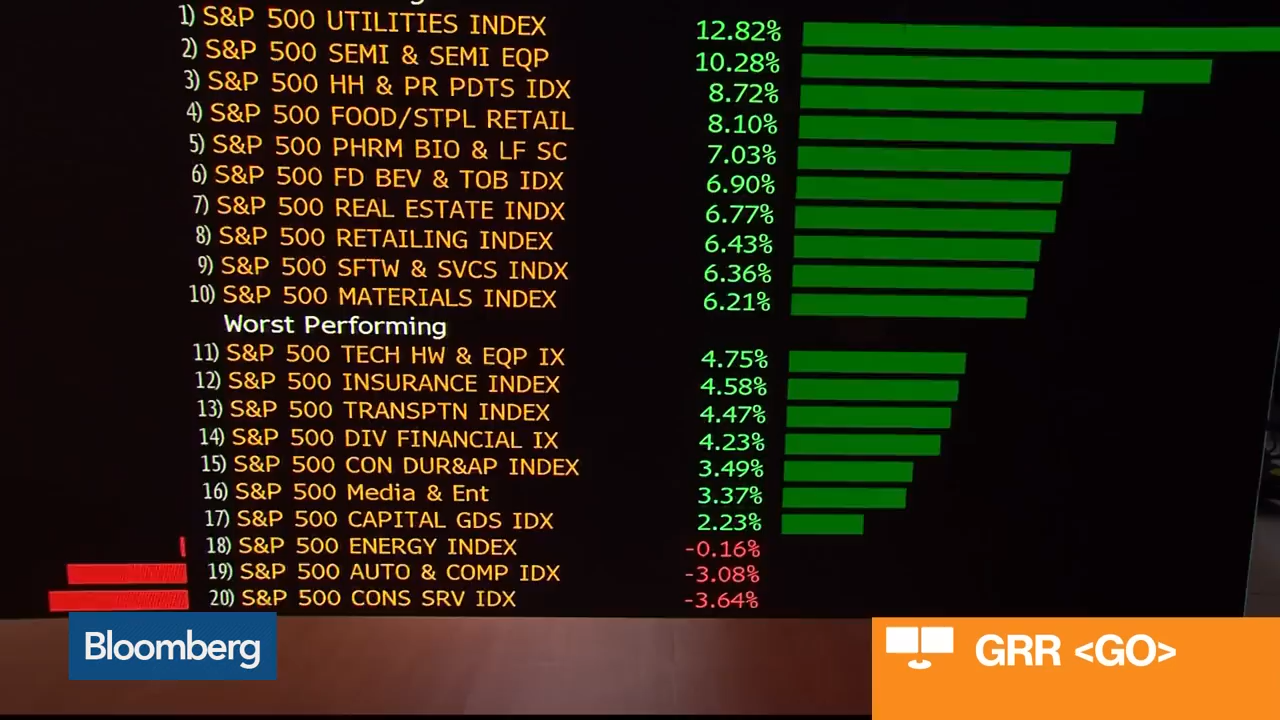 1) S&P 500 UTILITIES INDEX 12.82%
2) S&P 500 SEMI & SEMI EQP 10.28%
3) S&P 500 HH & PR PDTS IDX 8.72%
4) S&P 500 FOOD/STPL RETAIL 8.10%
5) S&P 500 PHRM BIO & LF SC 7.03%
6) S&P 500 FD BEV & TOB IDX 6.90%
7) S&P 500 REAL ESTATE INDX 6.77%
8) S&P 500 RETAILING INDEX 6.43%
9) S&P 500 SFTW & SVCS INDX 6.36%
10) S&P 500 MATERIALS INDEX 6.21%
Worst Performing
11) S&P 500 TECH HW & EQP IX 4.75%
12) S&P 500 INSURANCE INDEX 4.58%
13) S&P 500 TRANSPTN INDEX 4.47%
14) S&P 500 DIV FINANCIAL IX 4.23%
15) S&P 500 CON DUR&AP INDEX 3.49%
16) S&P 500 Media & Ent 3.37%
17) S&P 500 CAPITAL GDS IDX 2.23%
18) S&P 500 ENERGY INDEX -0.16%
19) S&P 500 AUTO & COMP IDX -3.08%
20) S&P 500 CONS SRV IDX -3.64%
Bloomberg
GRR <GO>